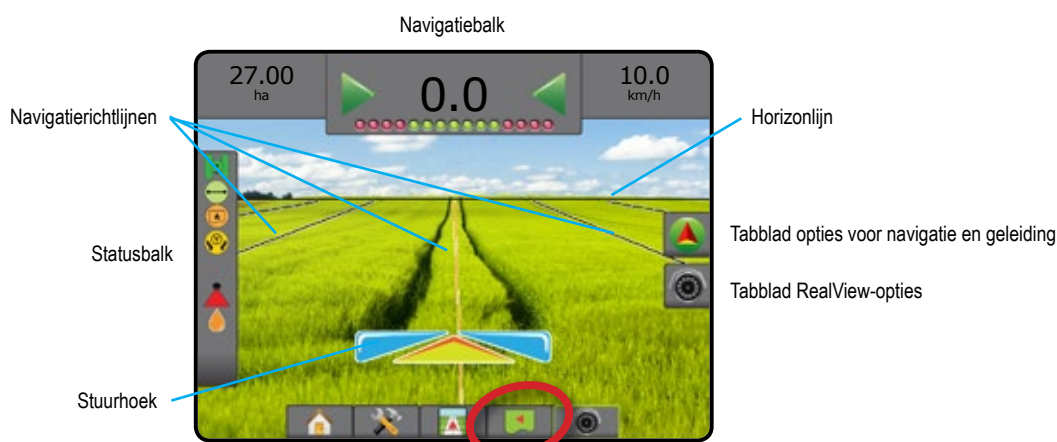 Navigatiebalk
27.00
ha
0.0
10.0
km/h
Navigatierichtlijnen
Horizonlijn
Statusbalk
Tabblad opties voor navigatie en geleiding
Tabblad RealView-opties
Stuurhoek